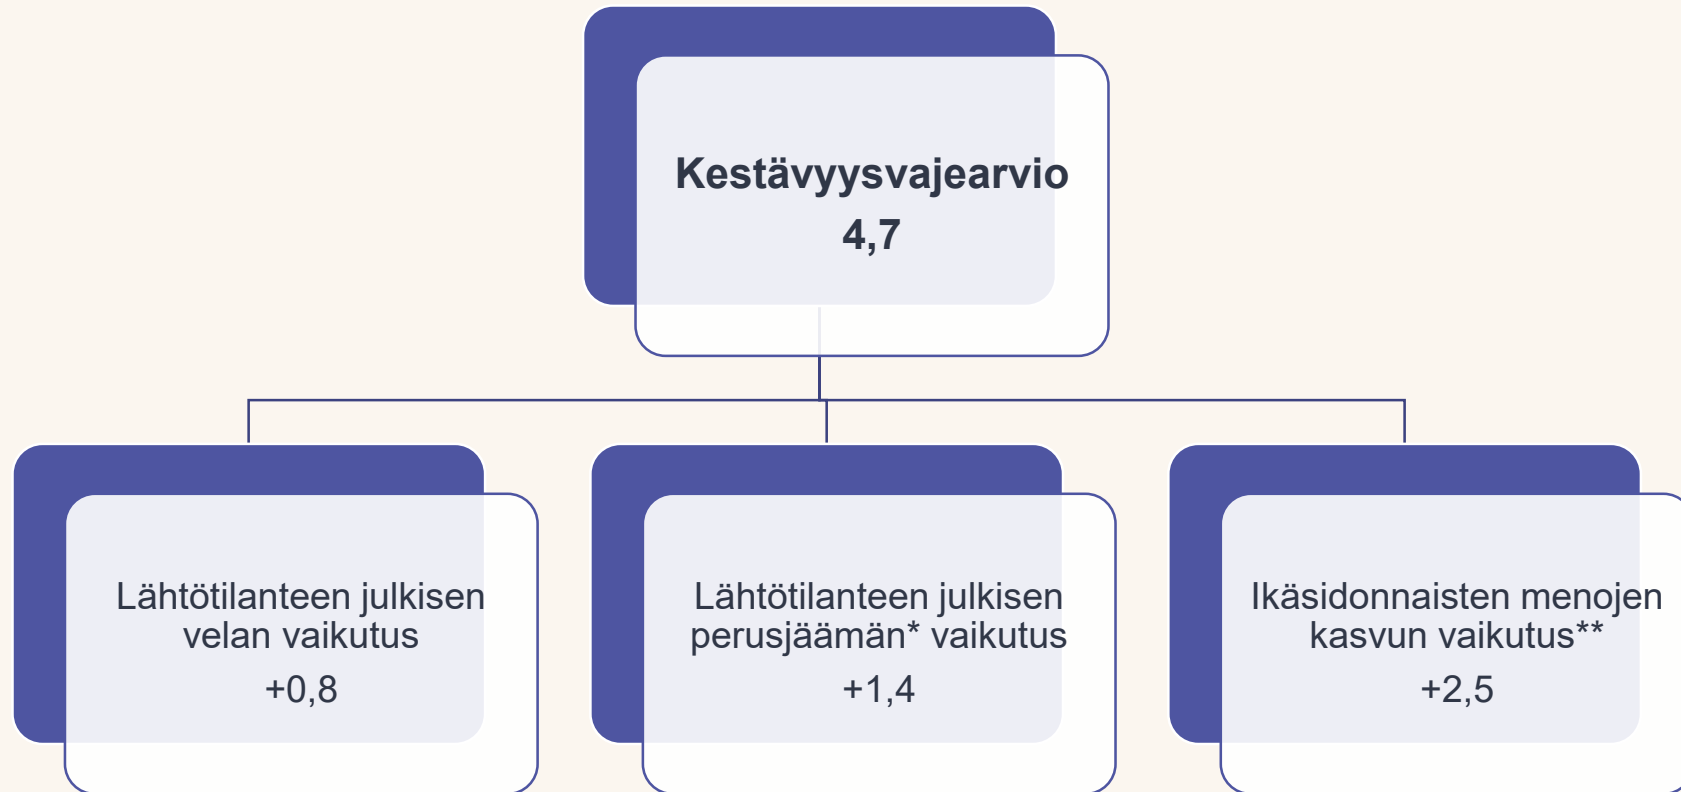 Kestävyysvajearvio
4,7
Lähtötilanteen julkisen
velan vaikutus
+0,8
Lähtötilanteen julkisen
perusjäämän* vaikutus
+1,4
Ikäsidonnaisten menojen
kasvun vaikutus**
+2,5